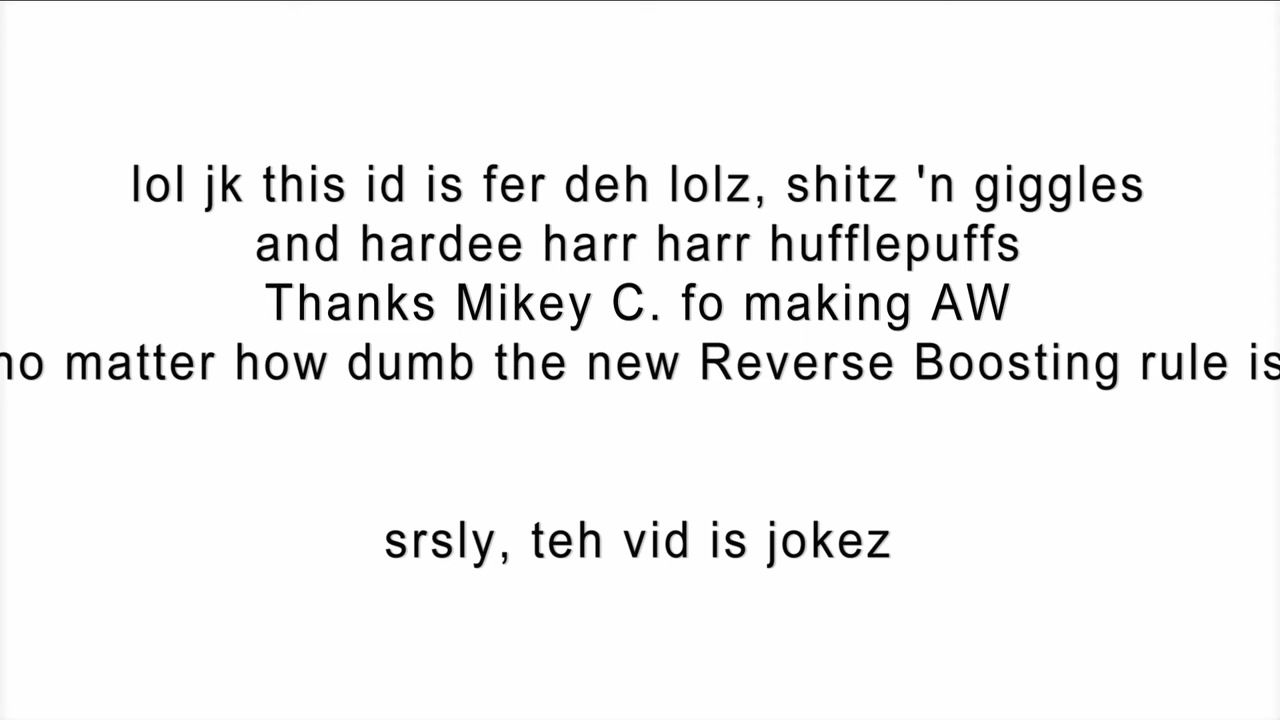 lol jk this id is fer deh lolz, shitz 'n giggles
and hardee harr harr hufflepuffs
Thanks Mikey C. fo making AW
no matter how dumb the new Reverse Boosting rule is
srsly, teh vid is jokez